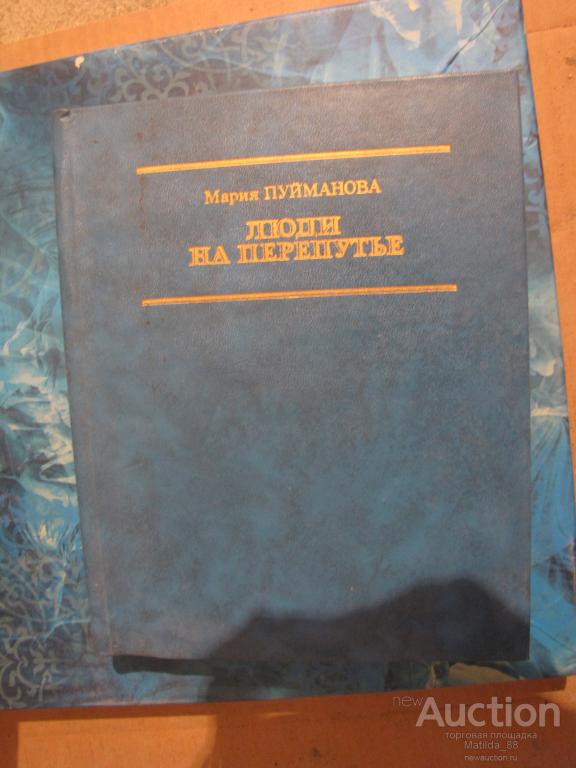 Мария ПУЙМАНОВА
ЛЮДИ
НА ПЕРЕПУТЬЕ
newAuction
торговая площадка
Matilda_88
newauction.ru